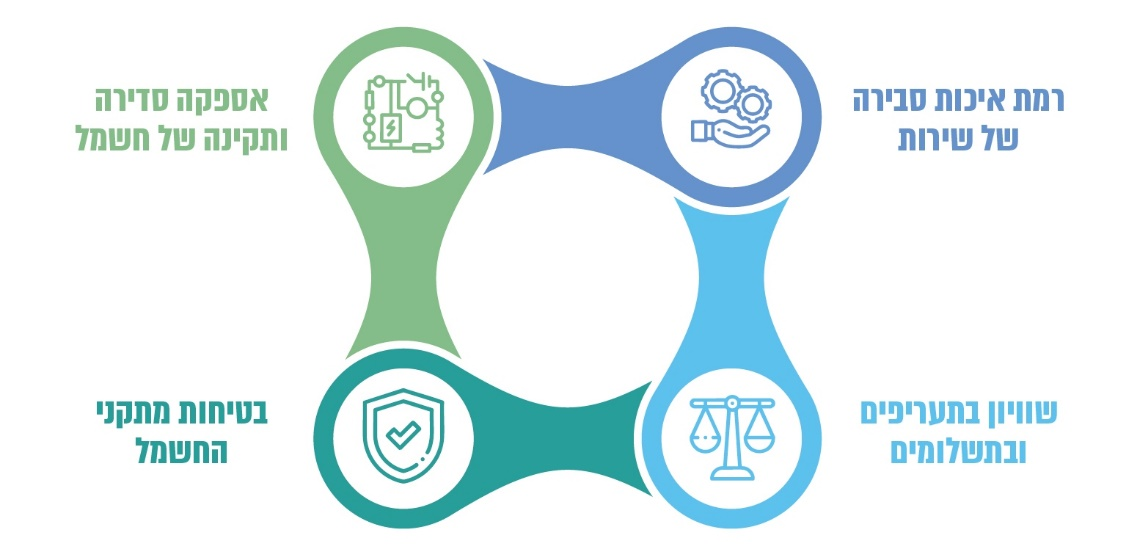 רמת איכות סבירה
של שירות
אספקה סדירה
ותקינה של חשמל
שוויון בתעריפים
ובתשלומים
בטיחות מתקני
החשמל